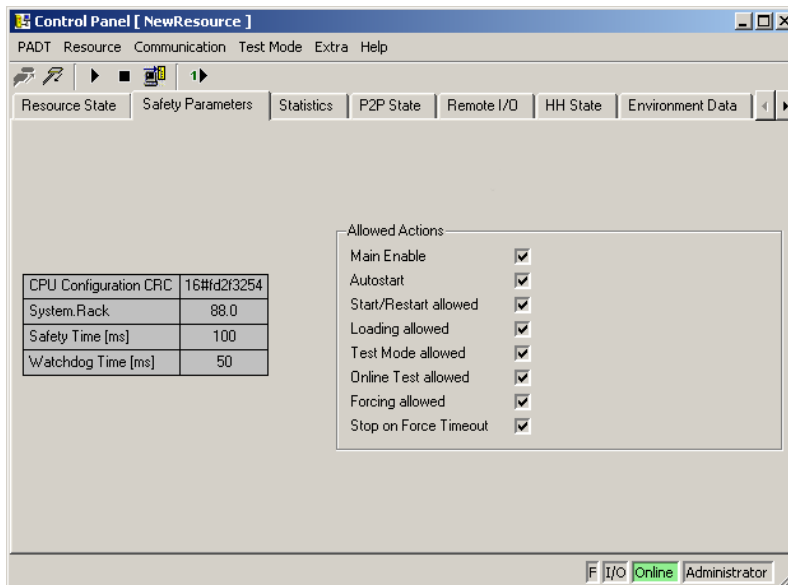 Control Panel [ NewResource ]
PADT Resource Communication Test Mode Extra Help
1
Resource State Safety Parameters Statistics P2P State Remote I/O HH State Environment Data
Allowed Actions
Main Enable
Autostart
Start/Restart allowed
Loading allowed
Test Mode allowed
Online Test allowed
Forcing allowed
Stop on Force Timeout
CPU Configuration CRC 16#fd2f3254
System.Rack 88.0
Safety Time [ms] 100
Watchdog Time [ms] 50
F I/O Online Administrator